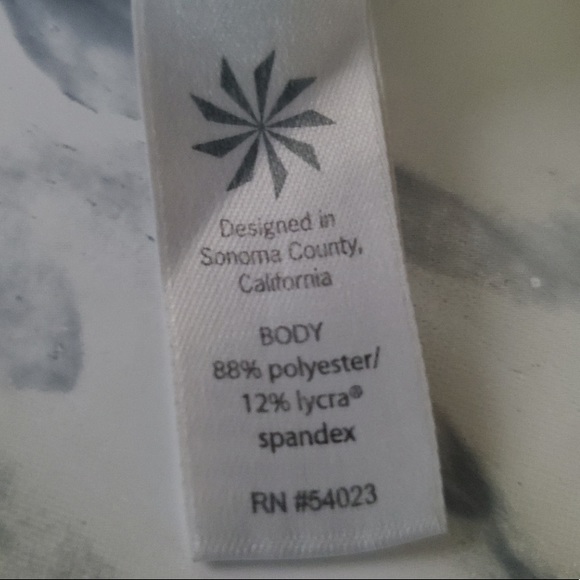 Designed in
Sonoma County,
California
BODY
88% polyester/
12% lycra®
spandex
RN #54023